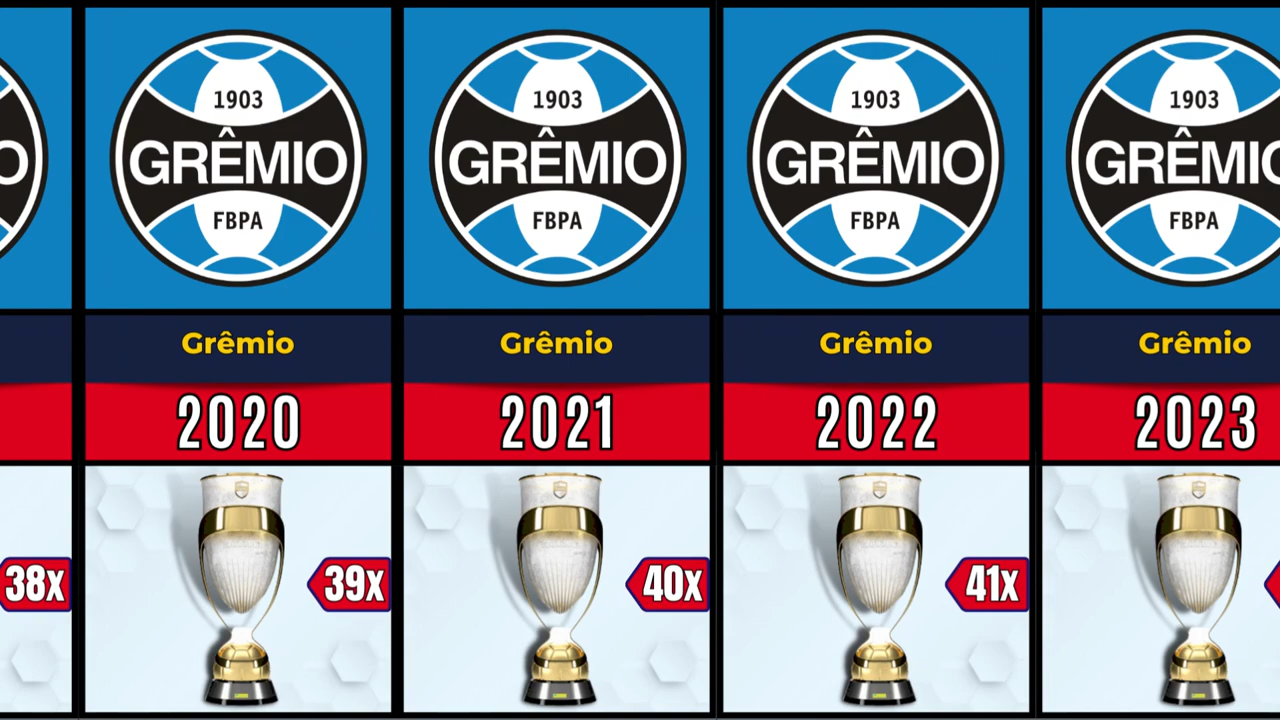 O
1903
GRÊMIO
FBPA
1903
GRÊMIO
FBPA
1903
GRÊMIO
FBPA
1903
GRÊMIO
FBPA
Grêmio
Grêmio
Grêmio
Grêmio
2020
2021
2022
2023
38X
39X
40X
41X